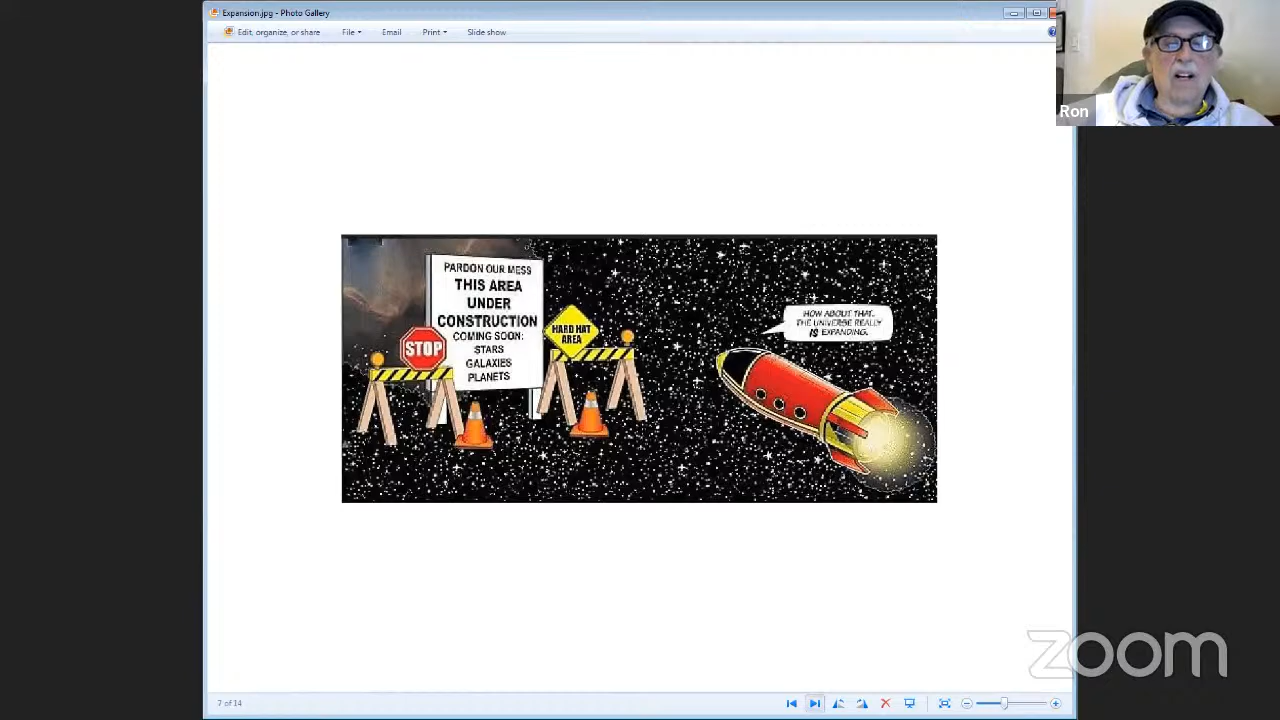 Expansion.jpg - Photo Gallery
Edit, organize, or share File Email Print Slide show
Ron
PARDON OUR MESS
THIS AREA
UNDER
CONSTRUCTION
COMING SOON:
STARS
GALAXIES
PLANETS
STOP
HARD HAT
AREA
HOW ABOUT THAT.
THE UNIVERSE REALLY
IS EXPANDING.
zoom
7 of 14